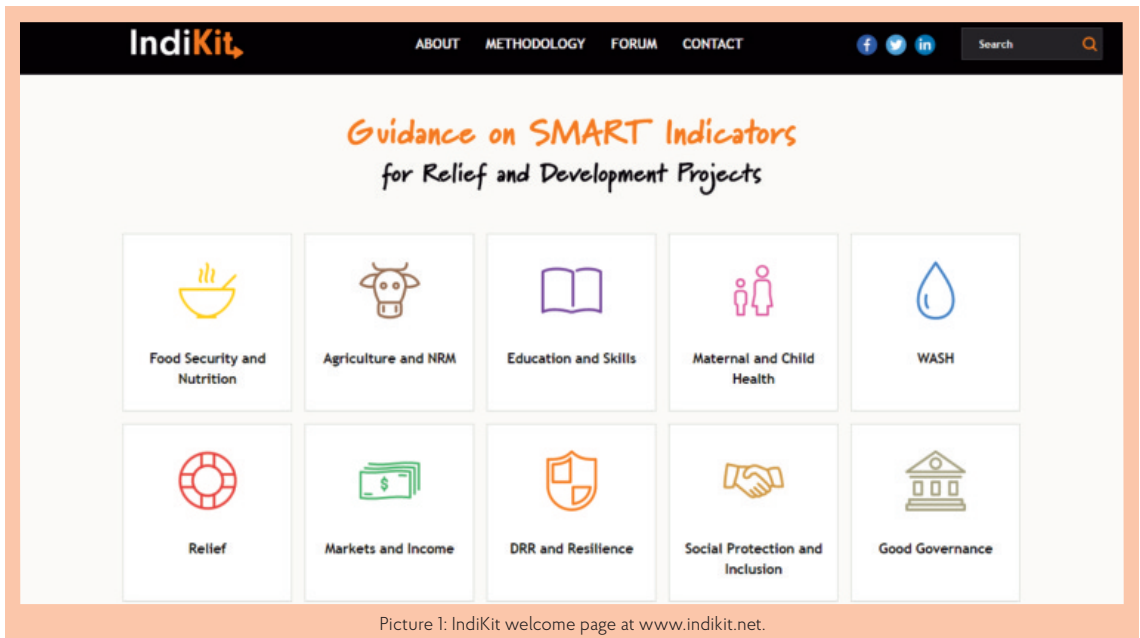 IndiKit
ABOUT METHODOLOGY FORUM CONTACT
f in
Search
Guidance on SMART Indicators
for Relief and Development Projects
Food Security and
Nutrition
Agriculture and NRM
Education and Skills
Maternal and Child
Health
WASH
Relief
$
Markets and Income
DRR and Resilience
Social Protection and
Inclusion
Good Governance
Picture 1: IndiKit welcome page at www.indikit.net.